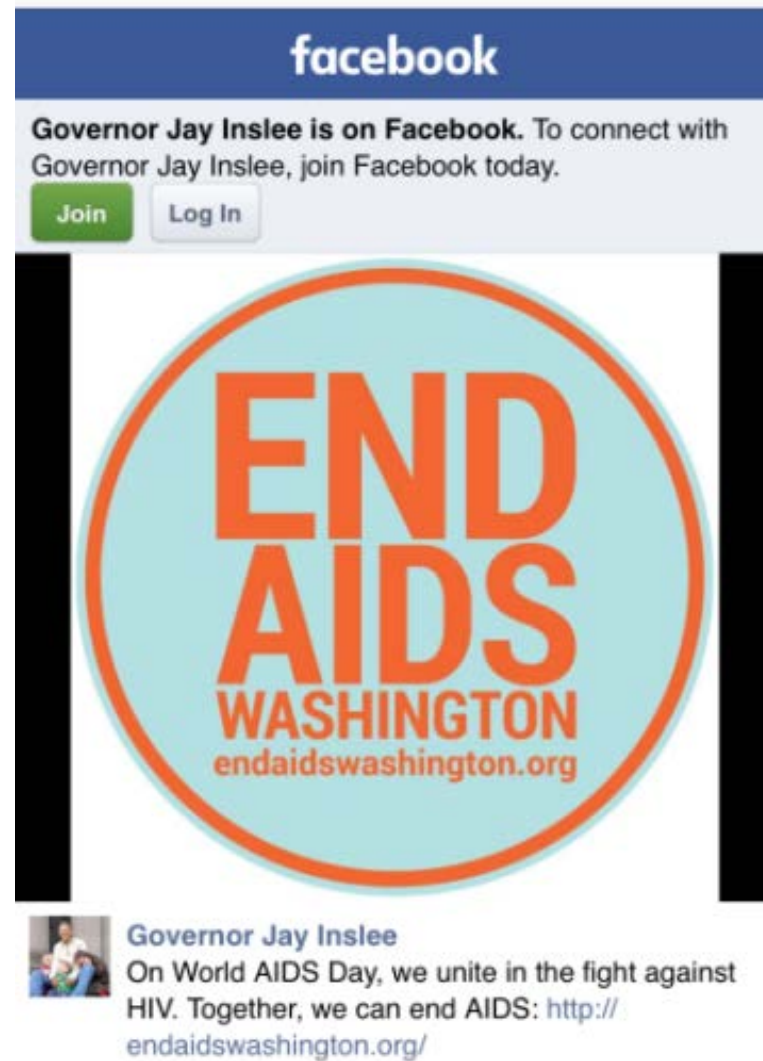 facebook
Governor Jay Inslee is on Facebook. To connect with
Governor Jay Inslee, join Facebook today.
Join Log In
END
AIDS
WASHINGTON
endaidswashington.org
Governor Jay Inslee
On World AIDS Day, we unite in the fight against
HIV. Together, we can end AIDS: http://
endaidswashington.org/